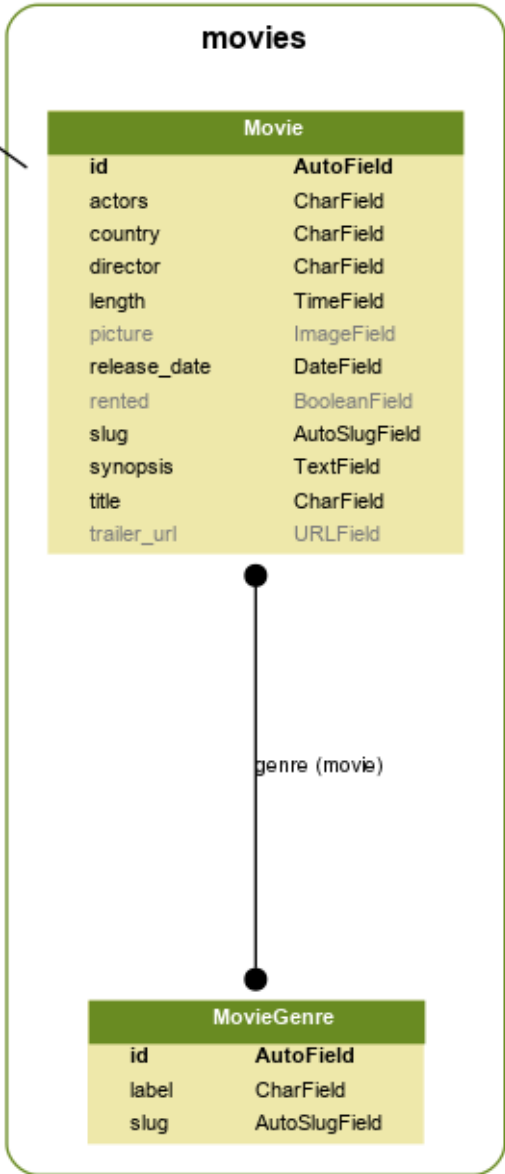 movies
Movie
id AutoField
actors CharField
country CharField
director CharField
length TimeField
picture ImageField
release_date DateField
rented BooleanField
slug AutoSlugField
synopsis TextField
title CharField
trailer_url URLField
genre (movie)
MovieGenre
id AutoField
label CharField
slug AutoSlugField